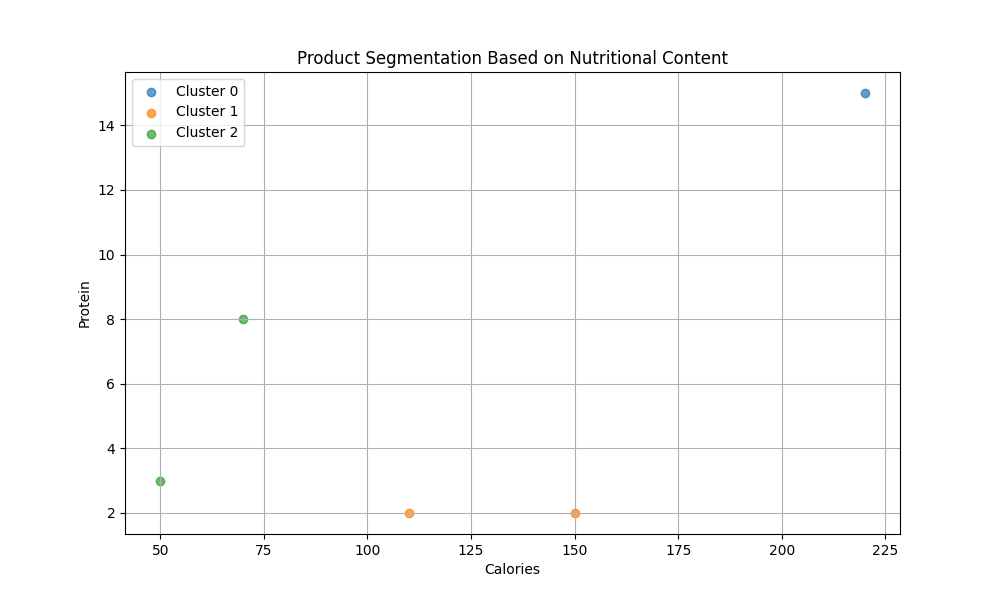 Product Segmentation Based on Nutritional Content
Cluster 0
Cluster 1
Cluster 2
14
12
10
8
6
4
2
Protein
50
75
100
125
150
175
200
225
Calories